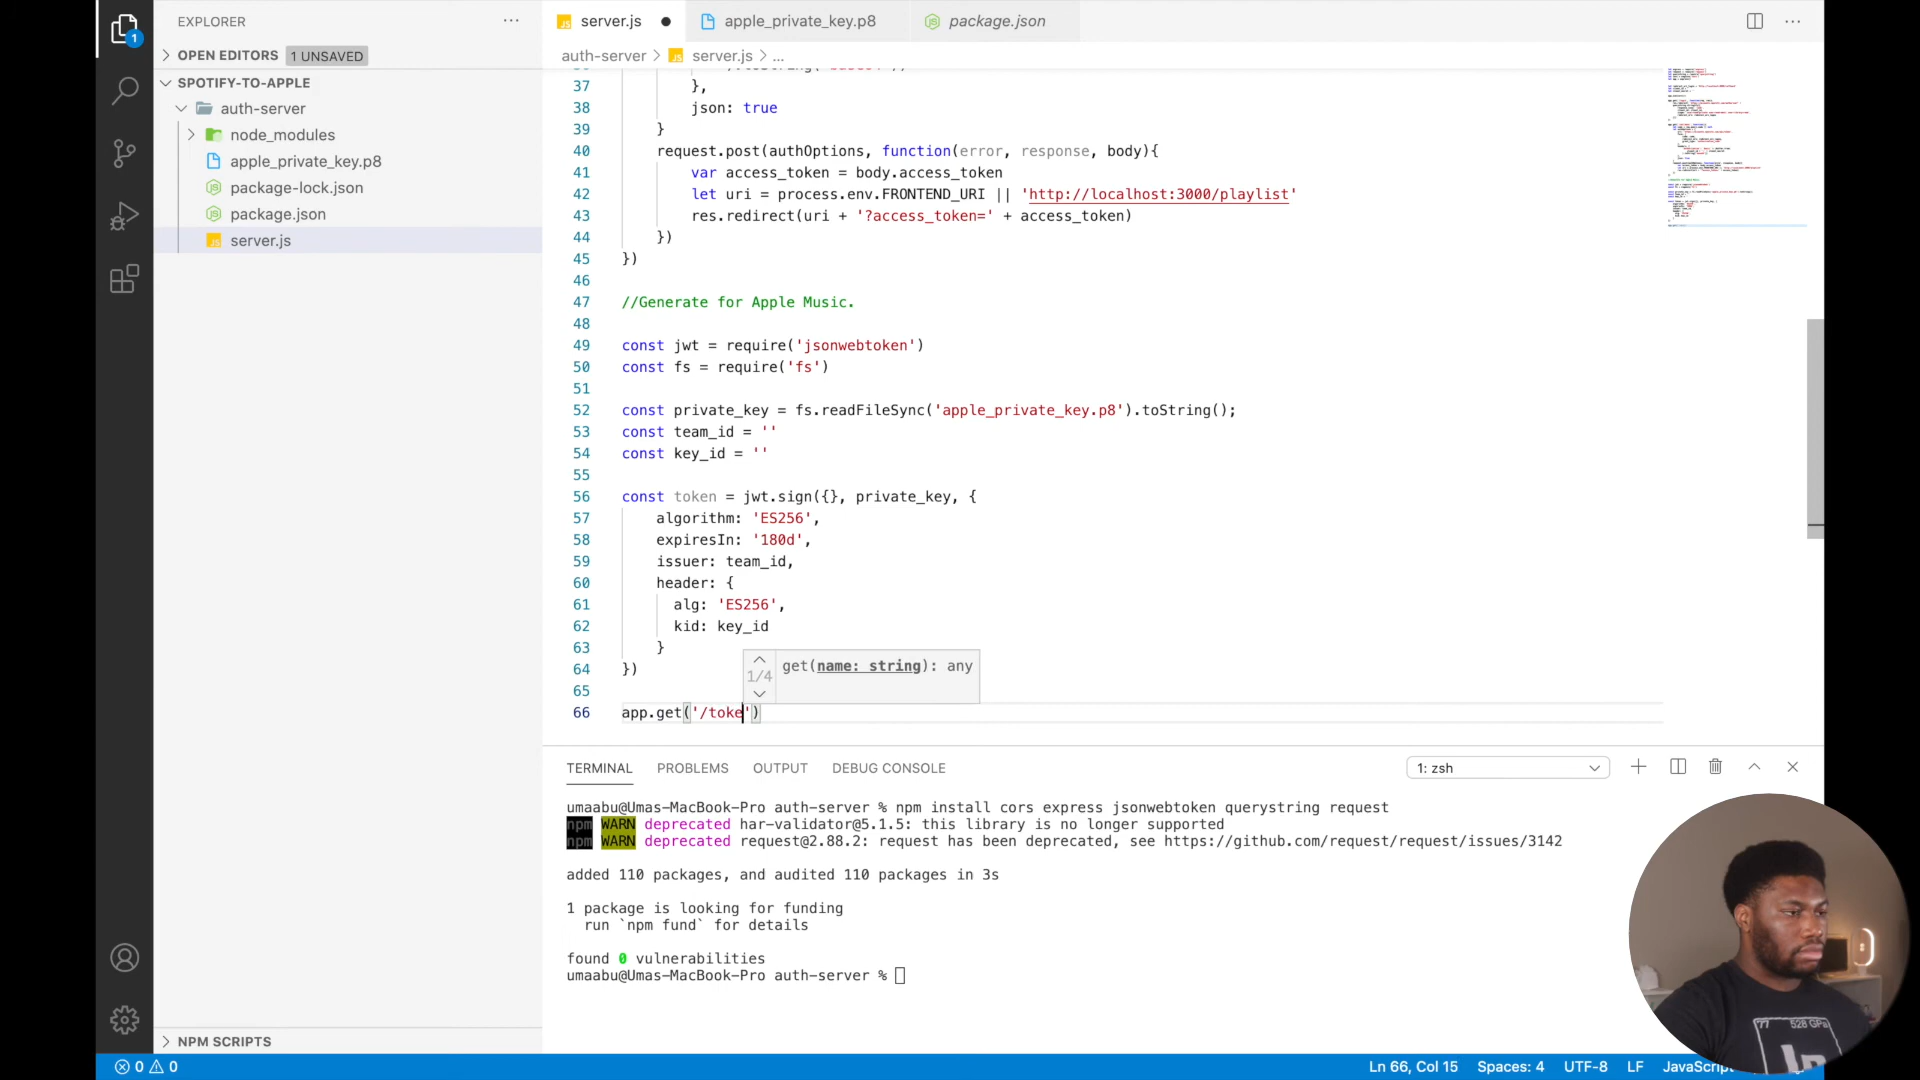 EXPLORER
OPEN EDITORS 1 UNSAVED
SPOTIFY-TO-APPLE
auth-server
node_modules
apple_private_key.p8
package-lock.json
package.json
server.js
NPM SCRIPTS
1
server.js
apple_private_key.p8
package.json
auth-server > server.js > ...
37 },
38 json: true
39 }
40 request.post(authOptions, function(error, response, body){
41 var access_token = body.access_token
42 let uri = process.env.FRONTEND_URI || 'http://localhost:3000/playlist'
43 res.redirect(uri + '?access_token=' + access_token)
44 })
45 })
46
47 //Generate for Apple Music.
48
49 const jwt = require('jsonwebtoken')
50 const fs = require('fs')
51
52 const private_key = fs.readFileSync('apple_private_key.p8').toString();
53 const team_id = ''
54 const key_id = ''
55
56 const token = jwt.sign({}, private_key, {
57 algorithm: 'ES256',
58 expiresIn: '180d',
59 issuer: team_id,
60 header: {
61 alg: 'ES256',
62 kid: key_id
63 }
64 })
65
66 app.get('/toke')
1/4 get(name: string): any
TERMINAL PROBLEMS OUTPUT DEBUG CONSOLE
1: zsh
umaabu@Umas-MacBook-Pro auth-server % npm install cors express jsonwebtoken querystring request
npm WARN deprecated har-validator@5.1.5: this library is no longer supported
npm WARN deprecated request@2.88.2: request has been deprecated, see https://github.com/request/request/issues/3142
added 110 packages, and audited 110 packages in 3s
1 package is looking for funding
run `npm fund` for details
found 0 vulnerabilities
umaabu@Umas-MacBook-Pro auth-server %
0 0
Ln 66, Col 15 Spaces: 4 UTF-8 LF JavaScript
77 528 GPa